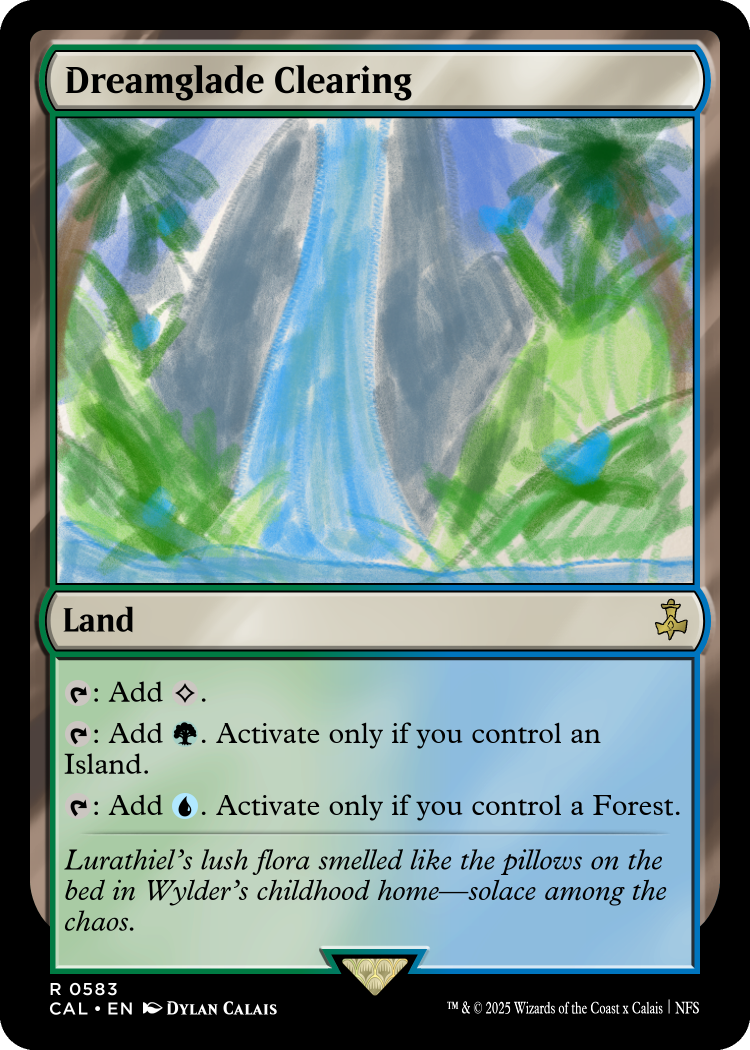 Dreamglade Clearing
Land
: Add .
: Add . Activate only if you control an
Island.
: Add . Activate only if you control a Forest.
Lurathiel's lush flora smelled like the pillows on the
bed in Wylder's childhood home—solace among the
chaos.
R 0583
CAL • EN DYLAN CALAIS
™ & © 2025 Wizards of the Coast x Calais | NFS